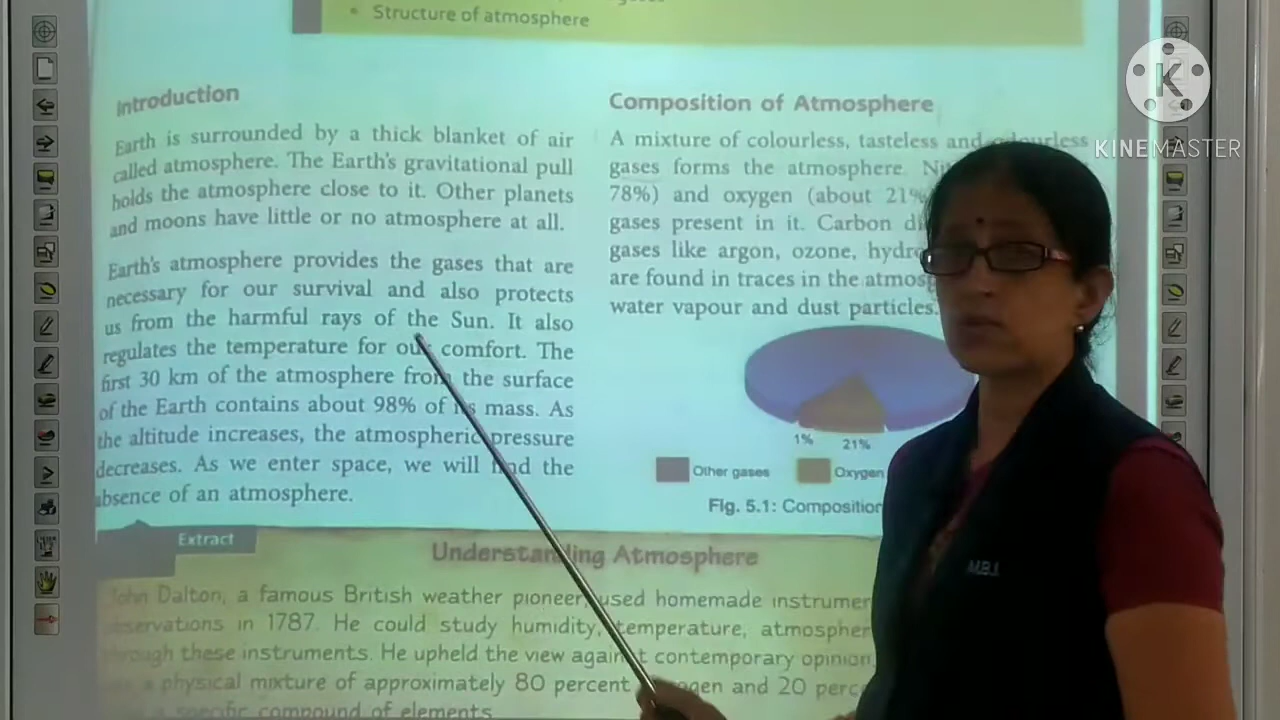 • Structure of atmosphere
Introduction
Earth is surrounded by a thick blanket of air
called atmosphere. The Earth's gravitational pull
holds the atmosphere close to it. Other planets
and moons have little or no atmosphere at all.
Earth's atmosphere provides the gases that are
necessary for our survival and also protects
us from the harmful rays of the Sun. It also
regulates the temperature for our comfort. The
first 30 km of the atmosphere from the surface
of the Earth contains about 98% of its mass. As
the altitude increases, the atmospheric pressure
decreases. As we enter space, we will find the
absence of an atmosphere.
Composition of Atmosphere
A mixture of colourless, tasteless and odourless
gases forms the atmosphere.
78%) and oxygen (about 21%
gases present in it. Carbon
gases like argon, ozone,
are found in traces in the
water vapour and dust particles.
1% 21%
Other gases Oxygen
Fig. 5.1: Composition
Extract
Understanding Atmosphere
John Dalton, a famous British weather pioneer, used homemade
observations in 1787. He could study humidity, temperature,
through these instruments. He upheld the view against contemporary opinion,
a physical mixture of approximately 80 percent and 20
a specific compound of elements
M.B.I.
K
KINEMASTER